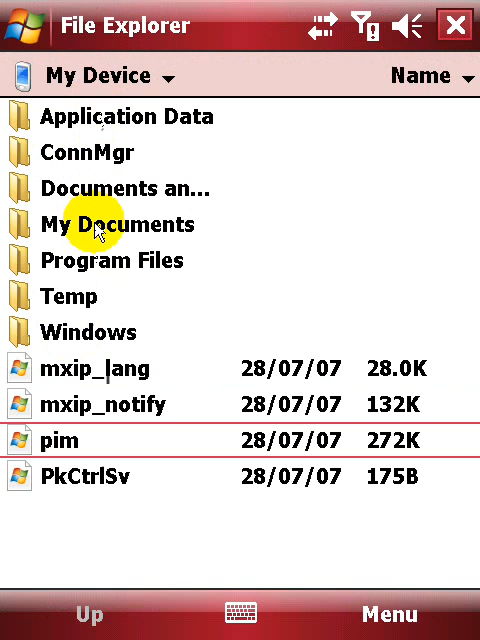 File Explorer
My Device Name
Application Data
ConnMgr
Documents an...
My Documents
Program Files
Temp
Windows
mxip_lang 28/07/07 28.0K
mxip_notify 28/07/07 132K
pim 28/07/07 272K
PkCtrlSv 28/07/07 175B
Up Menu